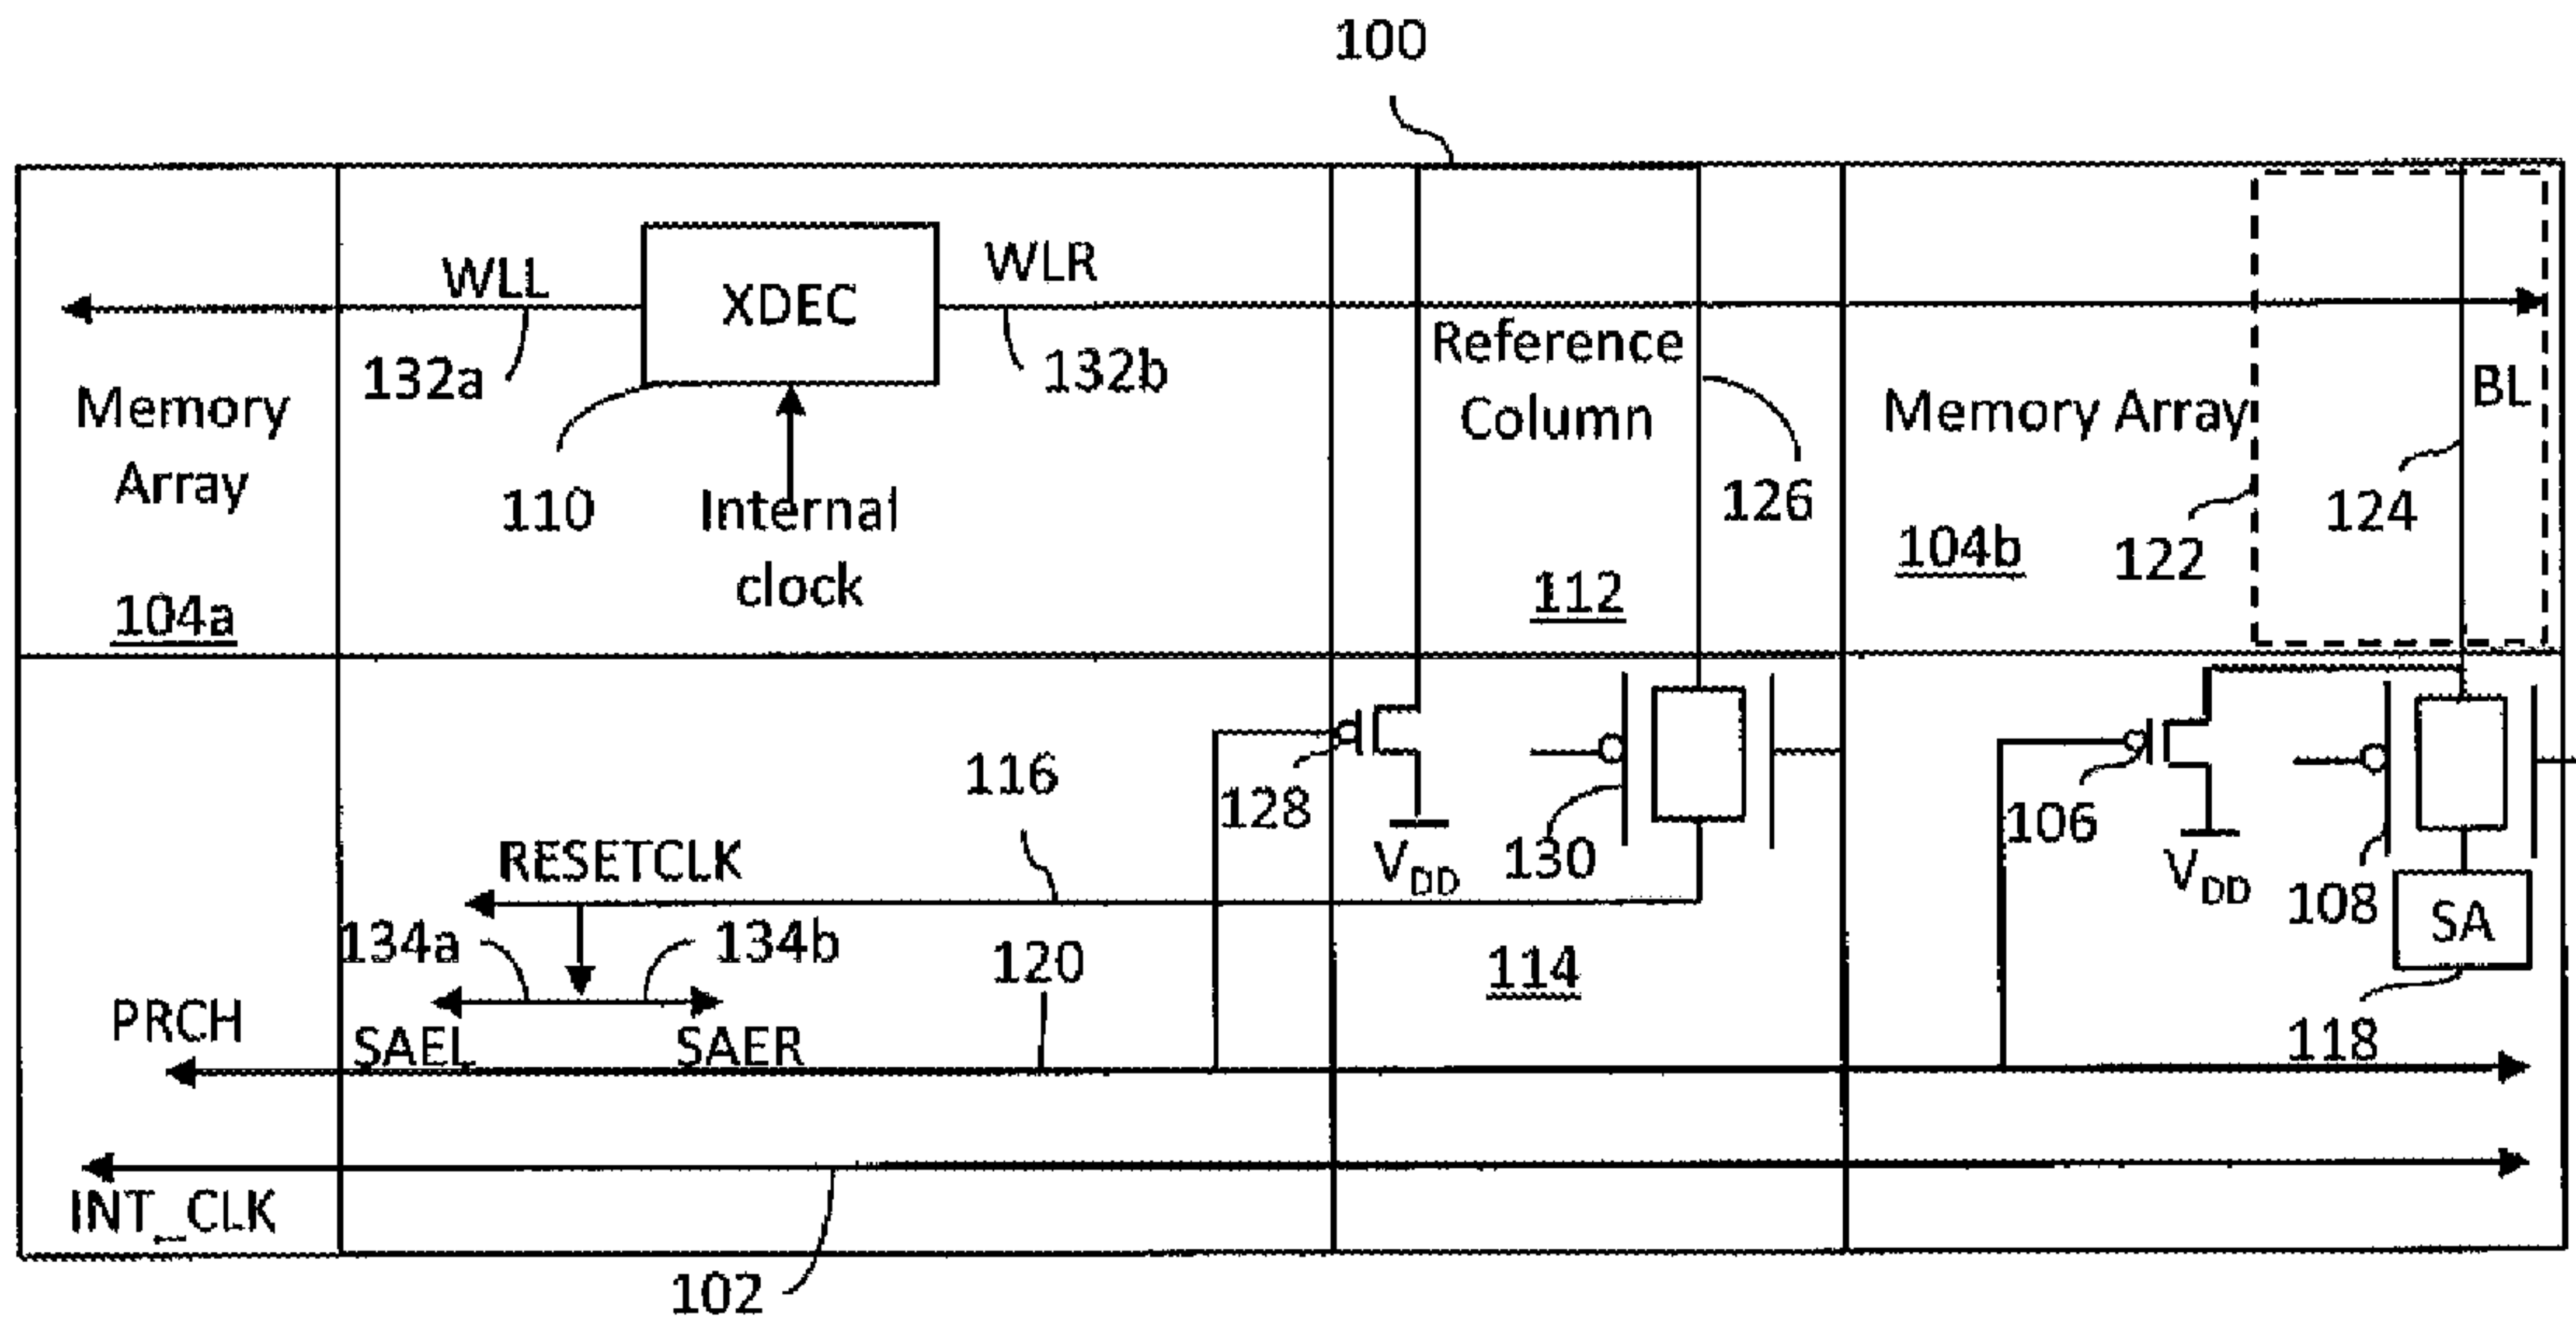 100
WLL
XDEC
WLR
132a
132b
Reference
Column
Memory
Array
Memory Array
BL
110
Internal
clock
126
124
122
104a
112
104b
116
128
130
106
108
VDD
VDD
RESETCLK
134a
134b
120
114
SA
PRCH
SAEL
SAER
118
INT_CLK
102